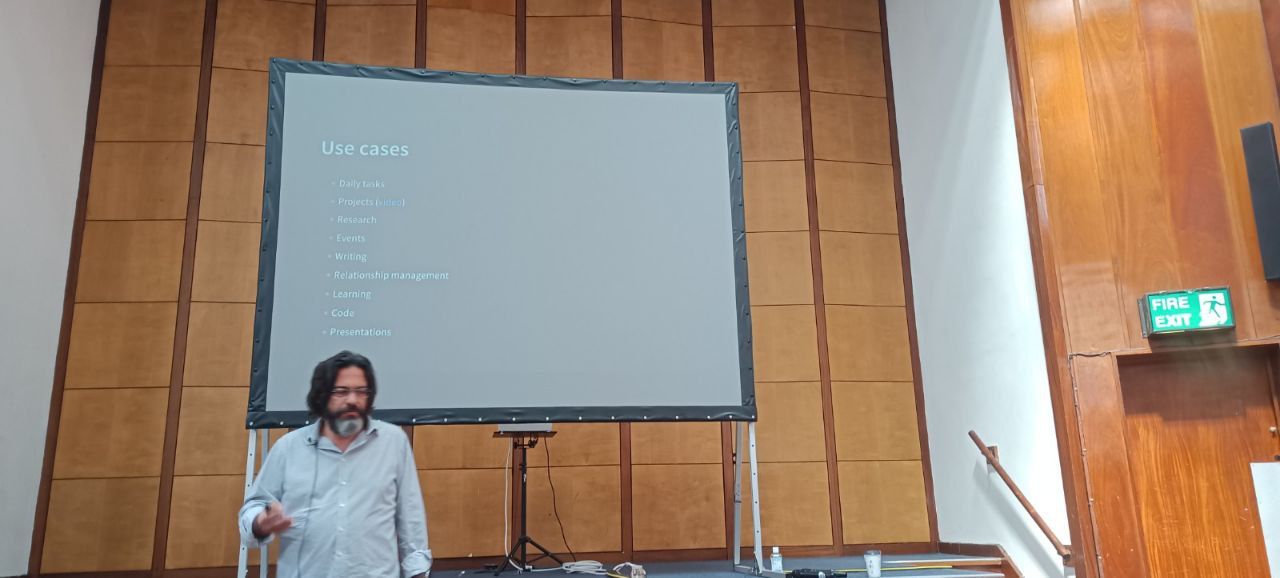 Use cases
Daily tasks
Projects (video)
Research
Events
Writing
Relationship management
Learning
Code
Presentations
FIRE
EXIT